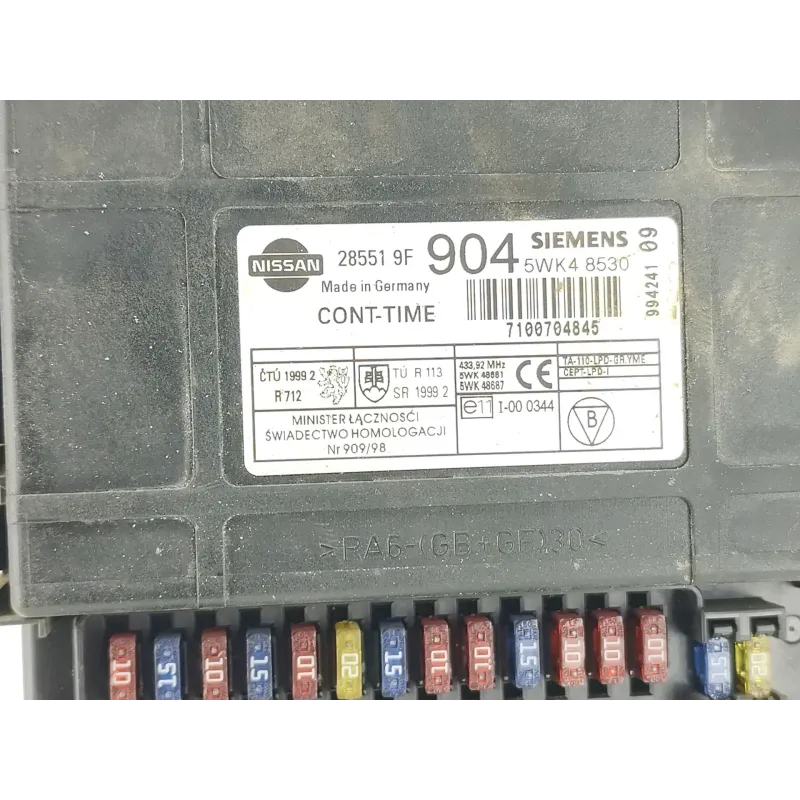 NISSAN
28551 9F 904
SIEMENS
5WK4 8530
Made in Germany
CONT-TIME
7100704845
994241 09
ČTÚ 1999 2
R 712
TÚ R 113
SR 1999 2
433,92 MHz
5WK 48681
5WK 48687
CE
TA-110-LPD-GR.YME
CEPT-LPD-I
MINISTER ŁĄCZNOŚCI
ŚWIADECTWO HOMOLOGACJI
Nr 909/98
e11 I-00 0344
B
>PA6-(GB+GF)30<
10 15 10 15 10 20 15 10 10 15 10 10 10 15 20